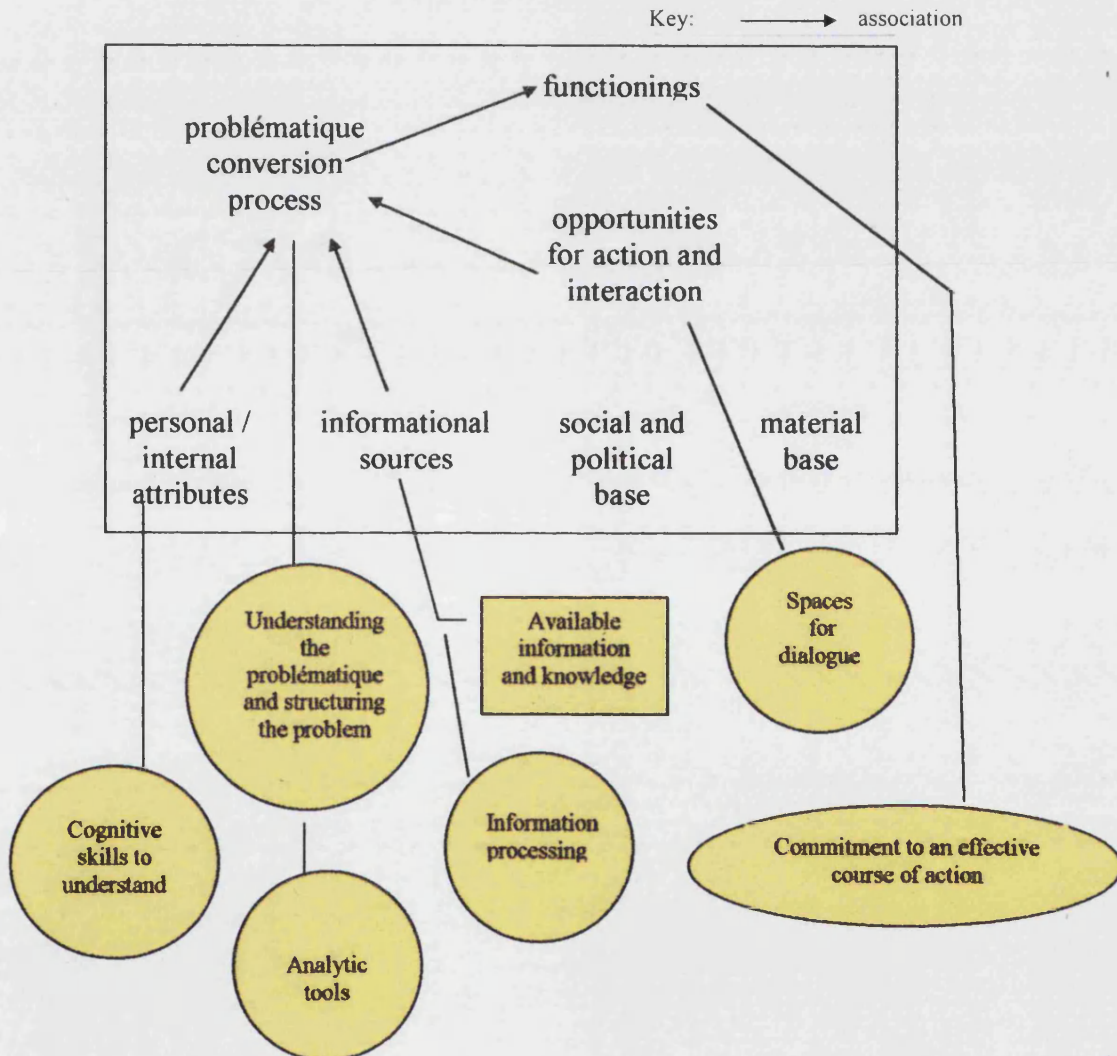 Key: association
functionings
problématique
conversion
process
opportunities
for action and
interaction
personal /
internal
attributes
informational
sources
social and
political
base
material
base
Understanding
the
problématique
and structuring
the problem
Available
information
and knowledge
Spaces
for
dialogue
Cognitive
skills to
understand
Information
processing
Commitment to an effective
course of action
Analytic
tools